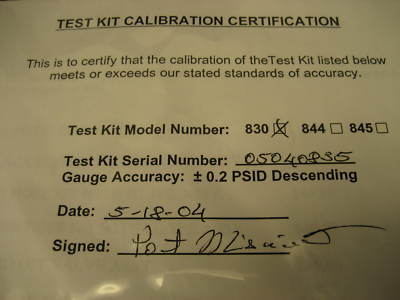 TEST KIT CALIBRATION CERTIFICATION
This is to certify that the calibration of theTest Kit listed below
meets or exceeds our stated standards of accuracy.
Test Kit Model Number: 830 ☒ 844 ☐ 845 ☐
Test Kit Serial Number:
Gauge Accuracy: ± 0.2 PSID Descending
Date: 5-18-04
Signed: